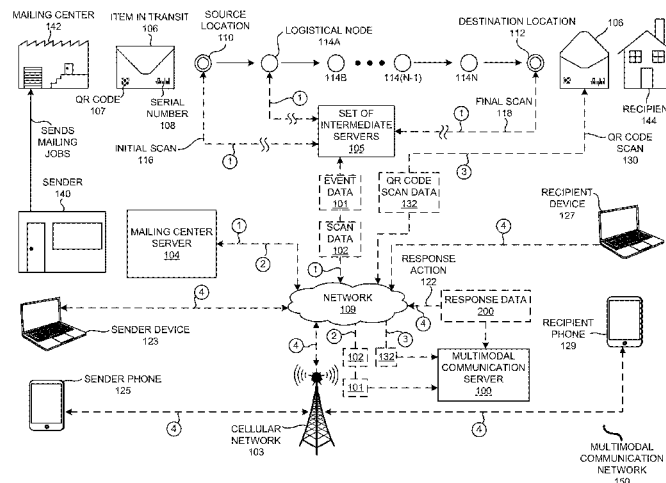 MAILING CENTER
142
ITEM IN TRANSIT
106
SOURCE
LOCATION
110
LOGISTICAL NODE
114A
114B
114(N-1)
114N
DESTINATION
LOCATION
112
106
QR CODE
107
SERIAL
NUMBER
108
RECIPIENT
144
SENDS
MAILING
JOBS
INITIAL SCAN
116
1
1
SET OF
INTERMEDIATE
SERVERS
105
1
FINAL SCAN
118
3
QR CODE
SCAN
130
SENDER
140
EVENT
DATA
101
QR CODE
SCAN DATA
132
RECIPIENT
DEVICE
127
MAILING CENTER
SERVER
104
1
2
SCAN
DATA
102
1
4
RESPONSE
ACTION
122
4
NETWORK
109
RESPONSE DATA
200
4
SENDER DEVICE
123
2
3
4
102
132
101
MULTIMODAL
COMMUNICATION
SERVER
100
RECIPIENT
PHONE
129
SENDER PHONE
125
4
4
CELLULAR
NETWORK
103
MULTIMODAL
COMMUNICATION
NETWORK
150